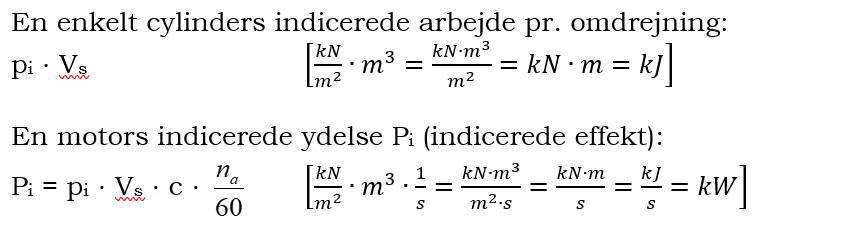 En enkelt cylinders indicerede arbejde pr. omdrejning:
pᵢ · Vₛ [kN/m² · m³ = kN·m³/m² = kN · m = kJ]
En motors indicerede ydelse Pᵢ (indicerede effekt):
Pᵢ = pᵢ · Vₛ · c · nₐ/60 [kN/m² · m³ · 1/s = kN·m³/m²·s = kN·m/s = kJ/s = kW]